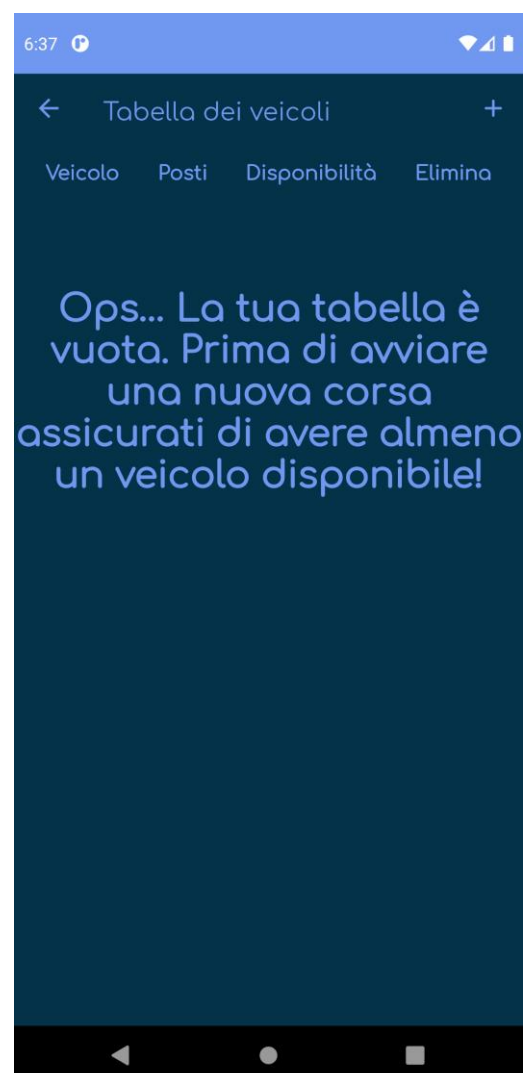 6:37
Tabella dei veicoli +
Veicolo Posti Disponibilità Elimina
Ops... La tua tabella è
vuota. Prima di avviare
una nuova corsa
assicurati di avere almeno
un veicolo disponibile!